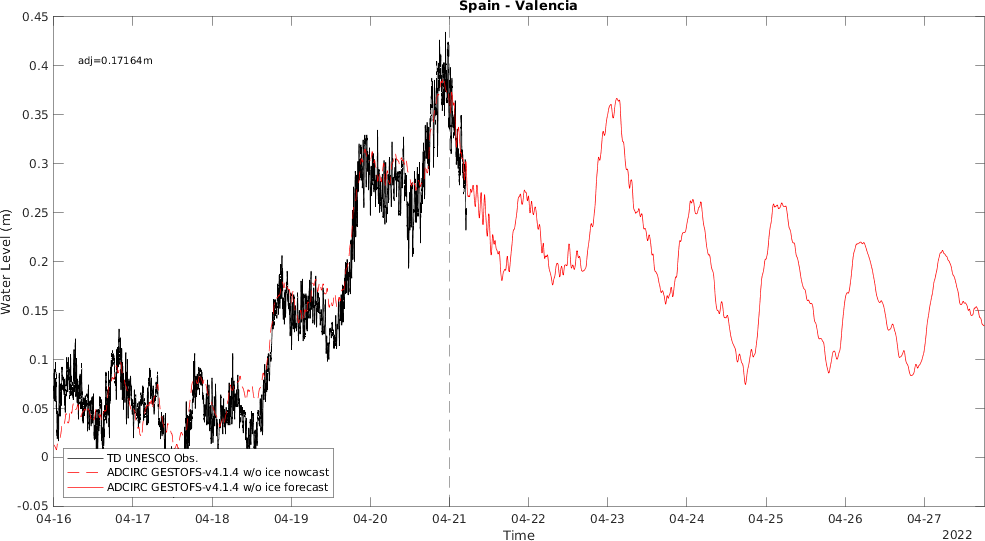 Spain - Valencia
0.45
0.4
0.35
0.3
0.25
0.2
0.15
0.1
0.05
0
-0.05
Water Level (m)
adj=0.17164m
TD UNESCO Obs.
ADCIRC GESTOFS-v4.1.4 w/o ice nowcast
ADCIRC GESTOFS-v4.1.4 w/o ice forecast
04-16 04-17 04-18 04-19 04-20 04-21 04-22 04-23 04-24 04-25 04-26 04-27
Time
2022